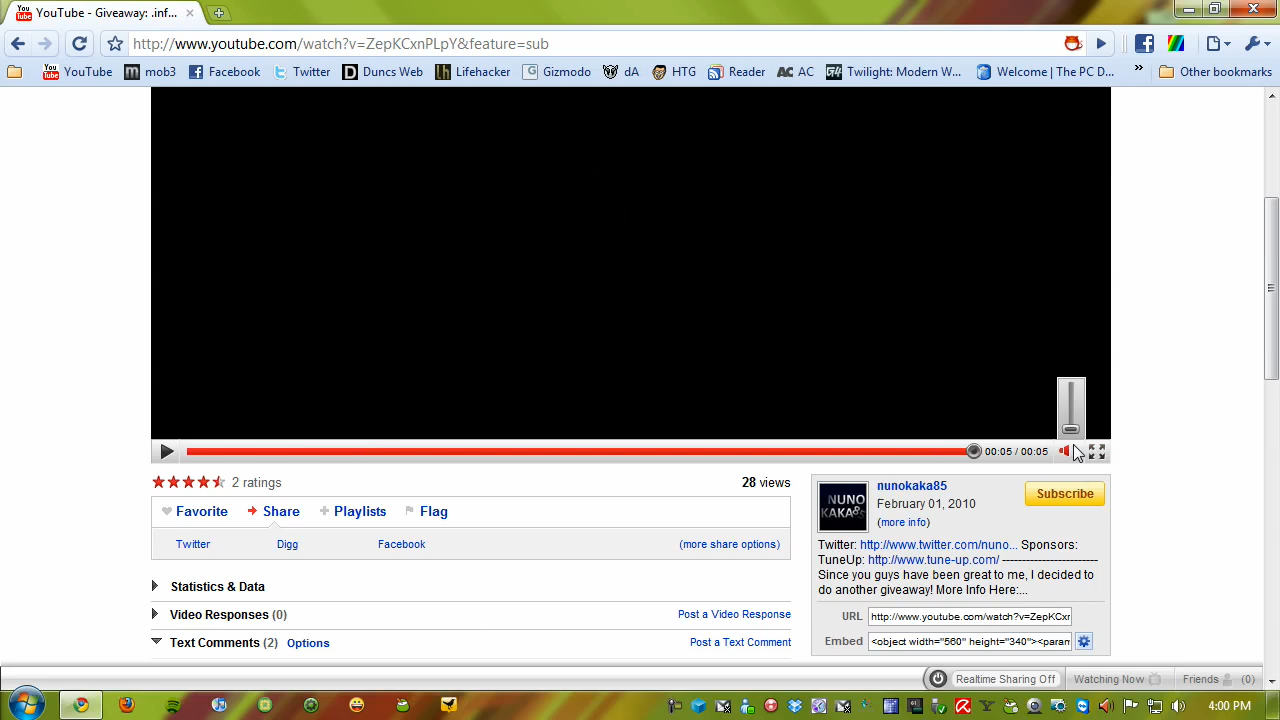 You Tube YouTube - Giveaway: .inf...
http://www.youtube.com/watch?v=ZepKCxnPLpY&feature=sub
YouTube mob3 Facebook Twitter Duncs Web Lifehacker Gizmodo dA HTG Reader AC AC Twilight: Modern W... Welcome | The PC D... » Other bookmarks
00:05 / 00:05
2 ratings 28 views
Favorite Share Playlists Flag
Twitter Digg Facebook (more share options)
Statistics & Data
Video Responses (0) Post a Video Response
Text Comments (2) Options Post a Text Comment
NUNO
KAKA85
nunokaka85
February 01, 2010
(more info)
Subscribe
Twitter: http://www.twitter.com/nuno... Sponsors:
TuneUp: http://www.tune-up.com/ -----------------------
Since you guys have been great to me, I decided to
do another giveaway! More Info Here:...
URL http://www.youtube.com/watch?v=ZepKCxn
Embed <object width="560" height="340"><param
Realtime Sharing Off Watching Now Friends (0)
4:00 PM